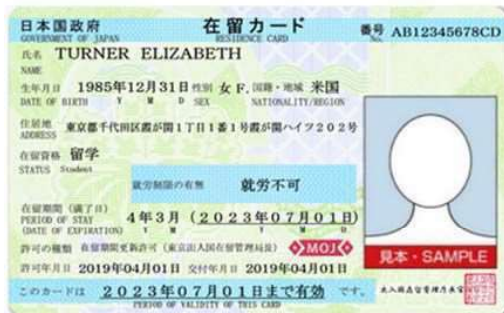 日本国政府 在留カード 番号 AB12345678CD
GOVERNMENT OF JAPAN RESIDENCE CARD No.
氏名 TURNER ELIZABETH
NAME
生年月日 1985年12月31日 性別 女 F. 国籍・地域 米国
DATE OF BIRTH Y M D SEX NATIONALITY/REGION
住居地 東京都千代田区霞が関1丁目1番1号霞が関ハイツ202号
ADDRESS
在留資格 留学
STATUS Student
就労制限の有無 就労不可
在留期間(満了日) 4年3月(2023年07月01日)
PERIOD OF STAY
(DATE OF EXPIRATION) Y M Y M D
許可の種類 在留期間更新許可(東京出入国在留管理局長) MOJ
見本・SAMPLE
許可年月日 2019年04月01日 交付年月日 2019年04月01日
このカードは 2023年07月01日まで有効 です。
PERIOD OF VALIDITY OF THIS CARD
出入国在留管理庁長官